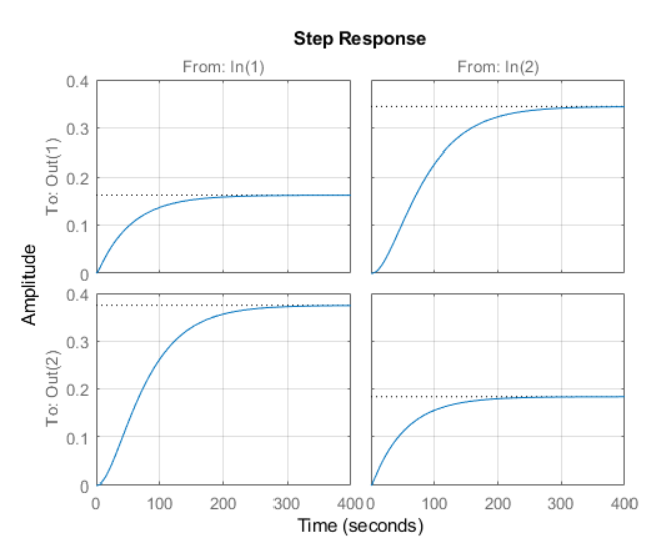 Step Response
From: In(1) From: In(2)
0.4
0.3
0.2
0.1
0
To: Out(1)
Amplitude
0.4
0.3
0.2
0.1
0
To: Out(2)
0 100 200 300 400 0 100 200 300 400
Time (seconds)